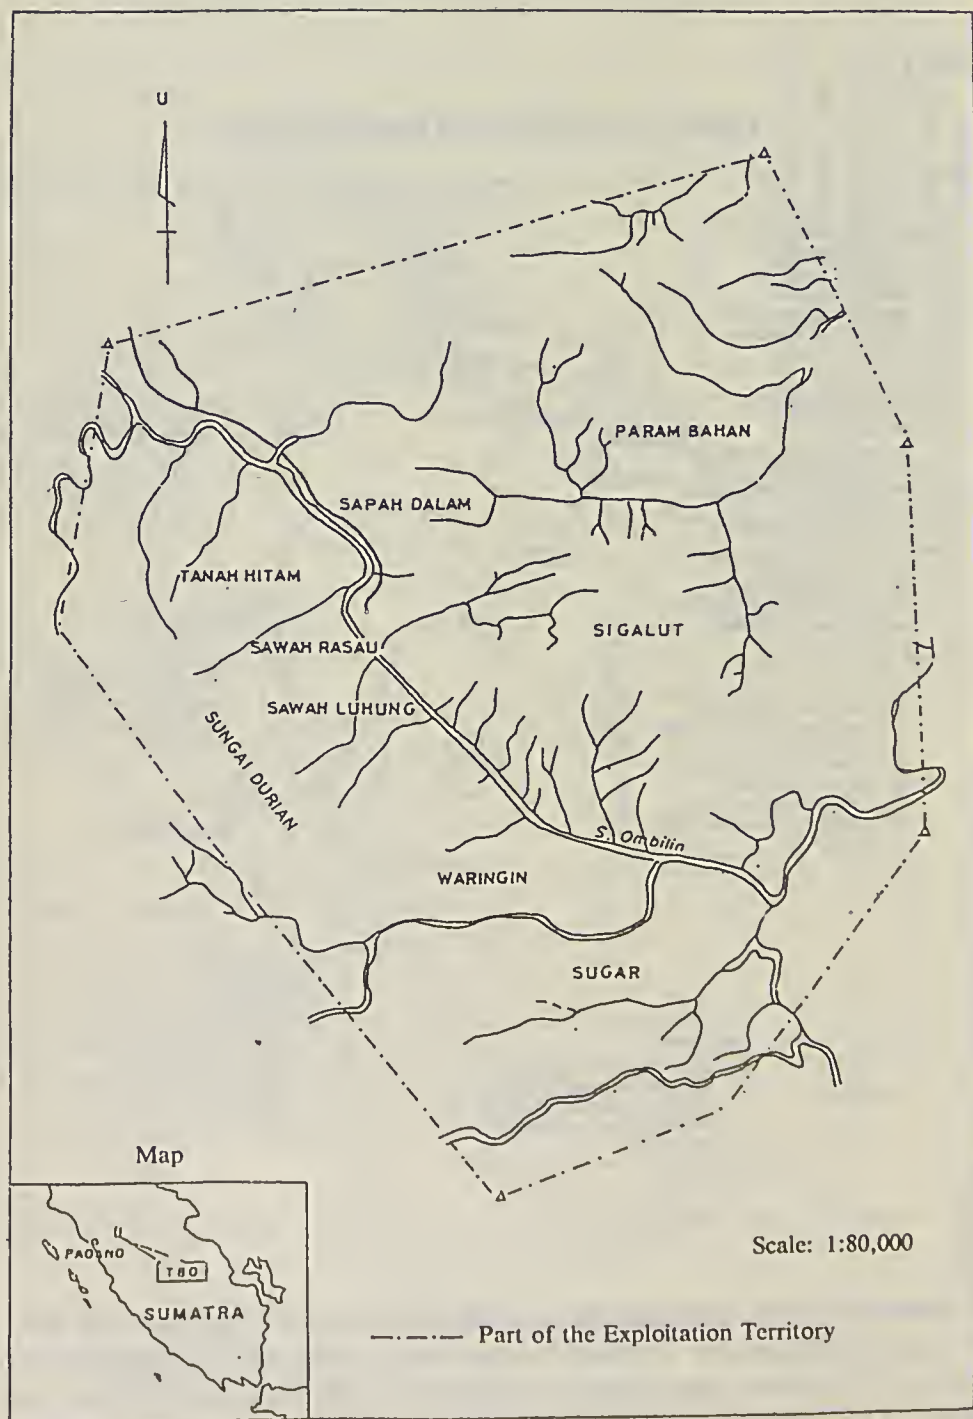 U
PARAM BAHAN
SAPAH DALAM
TANAH HITAM
SIGALUT
SAWAH RASAU
SAWAH LUHUNG
SUNGAI DURIAN
S. Ombilin
WARINGIN
SUGAR
Map
PADANO
TBO
SUMATRA
Scale: 1:80,000
Part of the Exploitation Territory